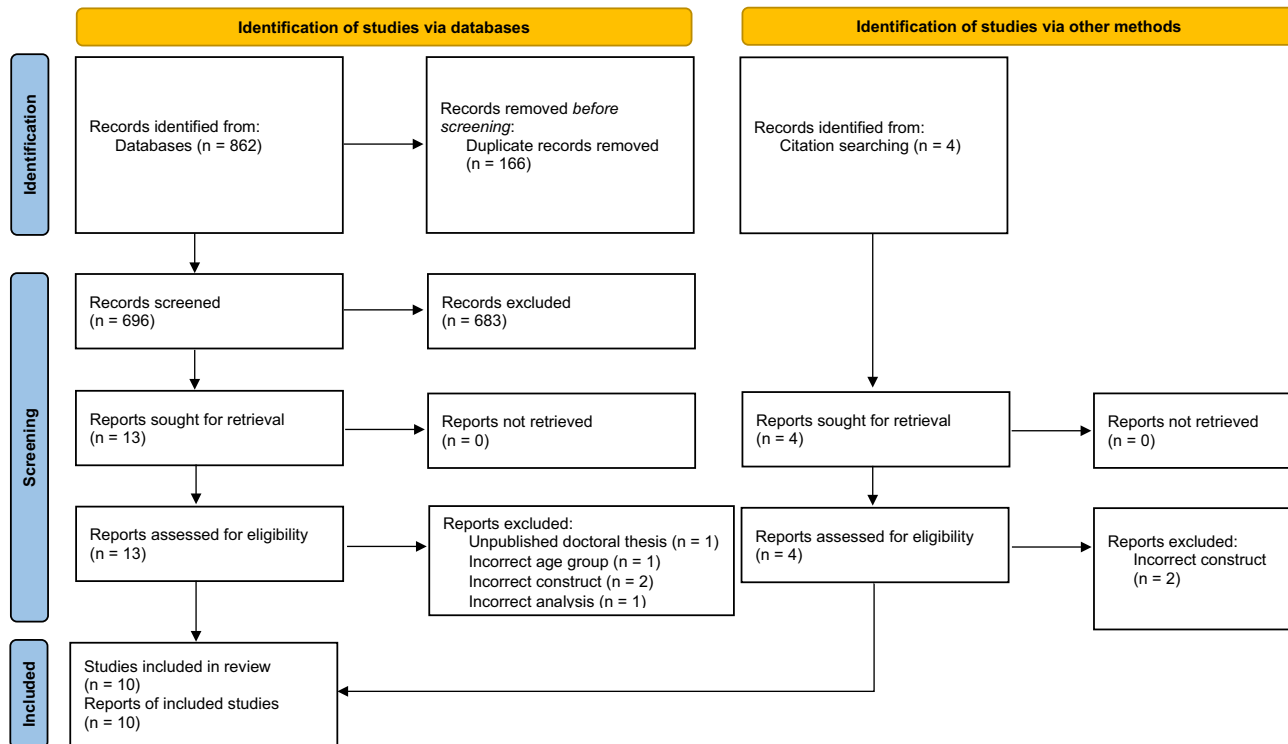 Identification of studies via databases
Identification of studies via other methods
Identification
Records identified from:
Databases (n = 862)
Records removed before
screening:
Duplicate records removed
(n = 166)
Records identified from:
Citation searching (n = 4)
Screening
Records screened
(n = 696)
Records excluded
(n = 683)
Reports sought for retrieval
(n = 13)
Reports not retrieved
(n = 0)
Reports sought for retrieval
(n = 4)
Reports not retrieved
(n = 0)
Reports assessed for eligibility
(n = 13)
Reports excluded:
Unpublished doctoral thesis (n = 1)
Incorrect age group (n = 1)
Incorrect construct (n = 2)
Incorrect analysis (n = 1)
Reports assessed for eligibility
(n = 4)
Reports excluded:
Incorrect construct
(n = 2)
Included
Studies included in review
(n = 10)
Reports of included studies
(n = 10)